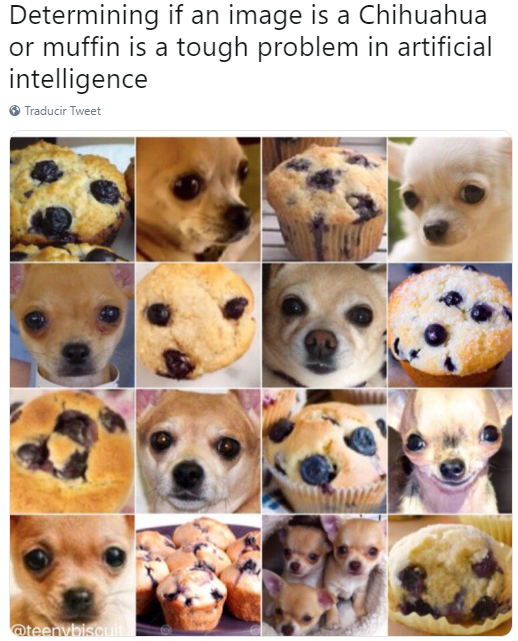 Determining if an image is a Chihuahua
or muffin is a tough problem in artificial
intelligence
Traducir Tweet
@teenybiscuit